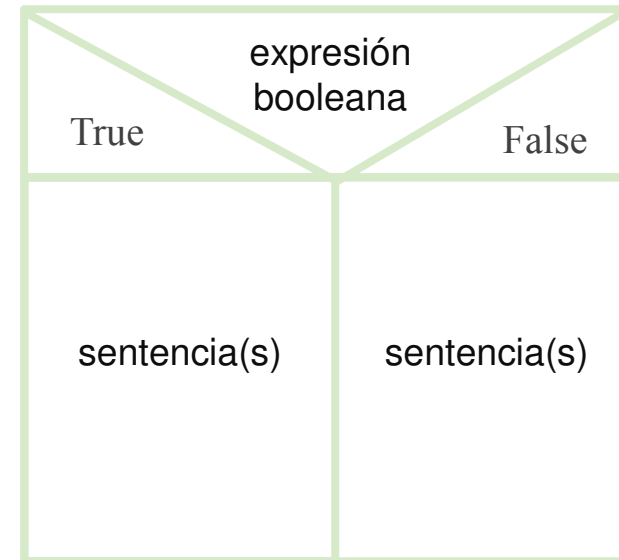 expresión
booleana
True
False
sentencia(s)
sentencia(s)